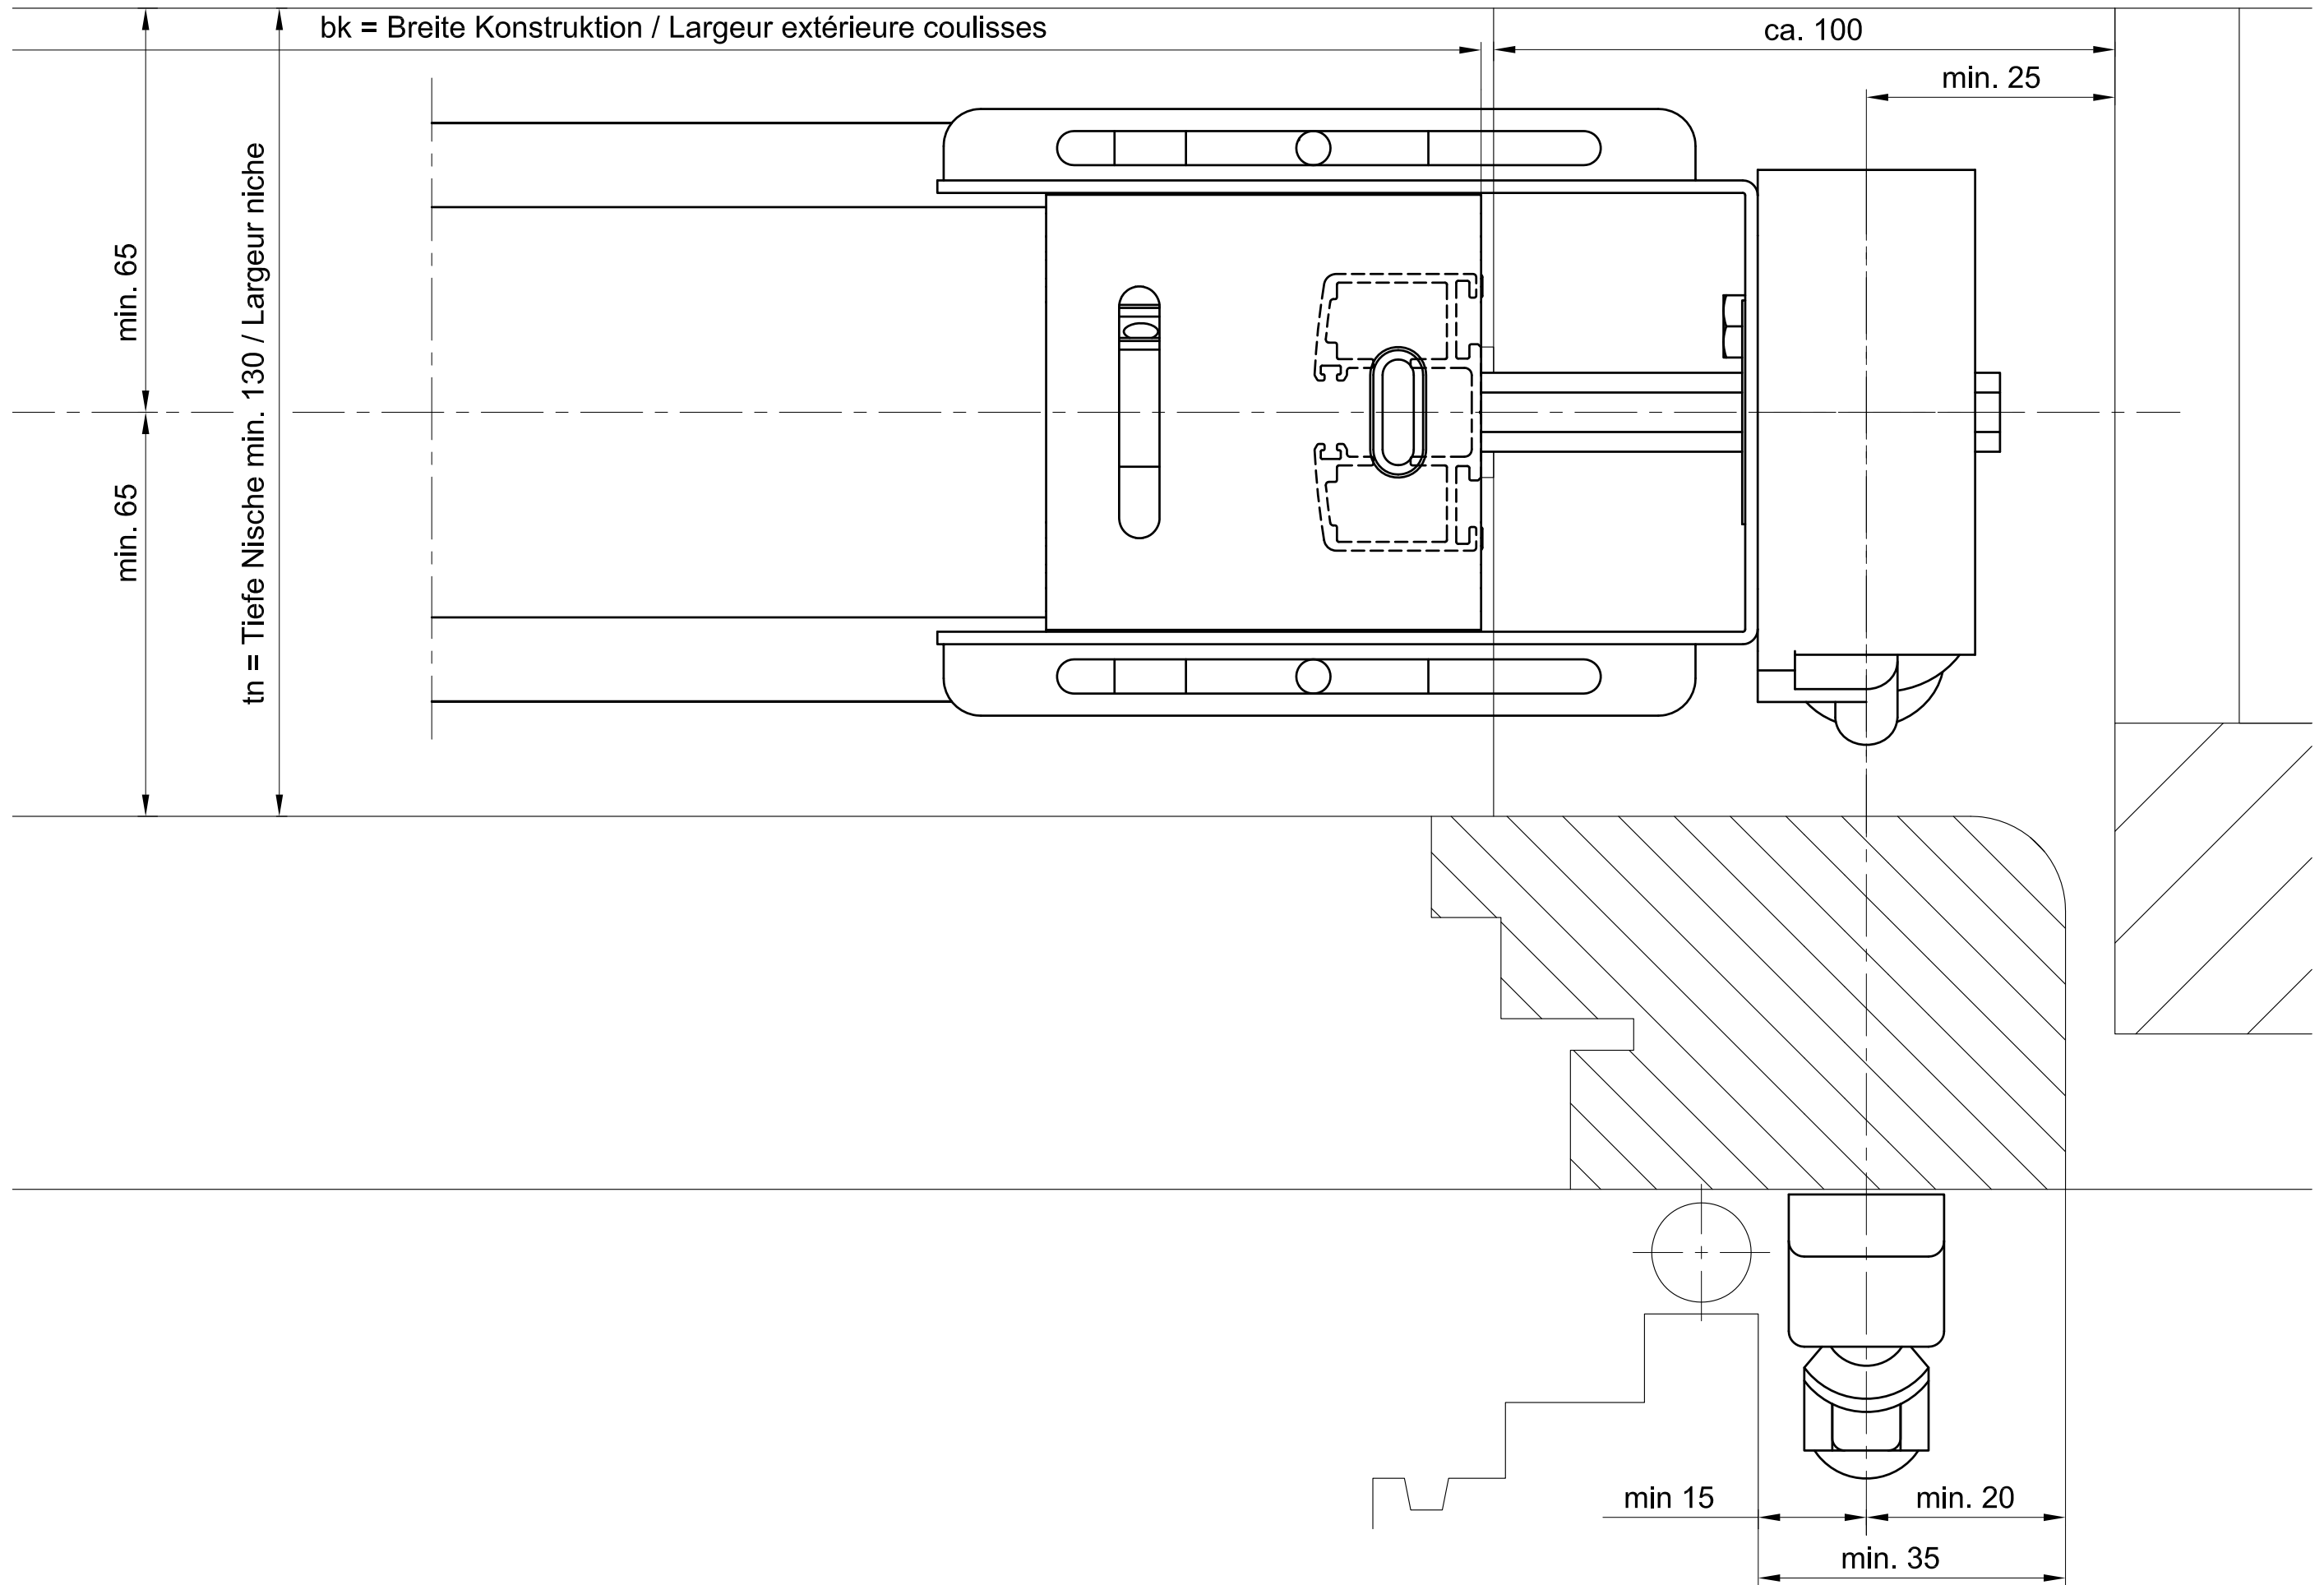 bk = Breite Konstruktion / Largeur extérieure coulisses
ca. 100
min. 25
min. 65
tn = Tiefe Nische min. 130 / Largeur niche
min. 65
min 15
min. 20
min. 35